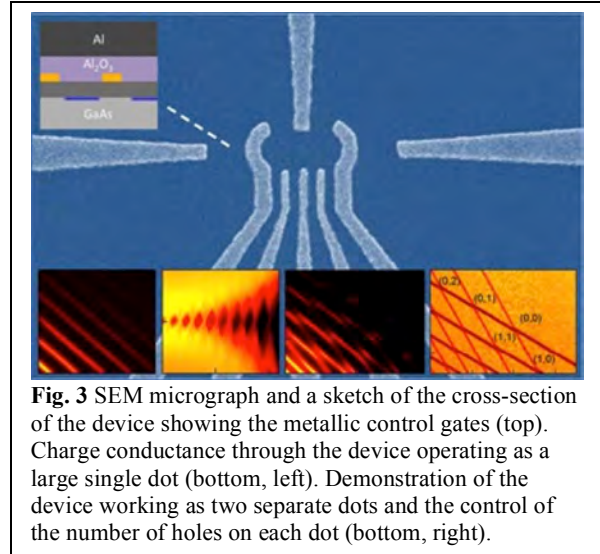 Al
Al₂O₃
GaAs
(0,2)
(0,1)
(0,0)
(1,1)
(1,0)
Fig. 3 SEM micrograph and a sketch of the cross-section
of the device showing the metallic control gates (top).
Charge conductance through the device operating as a
large single dot (bottom, left). Demonstration of the
device working as two separate dots and the control of
the number of holes on each dot (bottom, right).